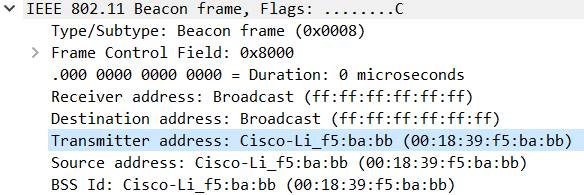 IEEE 802.11 Beacon frame, Flags: ........C
Type/Subtype: Beacon frame (0x0008)
Frame Control Field: 0x8000
.000 0000 0000 0000 = Duration: 0 microseconds
Receiver address: Broadcast (ff:ff:ff:ff:ff:ff)
Destination address: Broadcast (ff:ff:ff:ff:ff:ff)
Transmitter address: Cisco-Li_f5:ba:bb (00:18:39:f5:ba:bb)
Source address: Cisco-Li_f5:ba:bb (00:18:39:f5:ba:bb)
BSS Id: Cisco-Li_f5:ba:bb (00:18:39:f5:ba:bb)